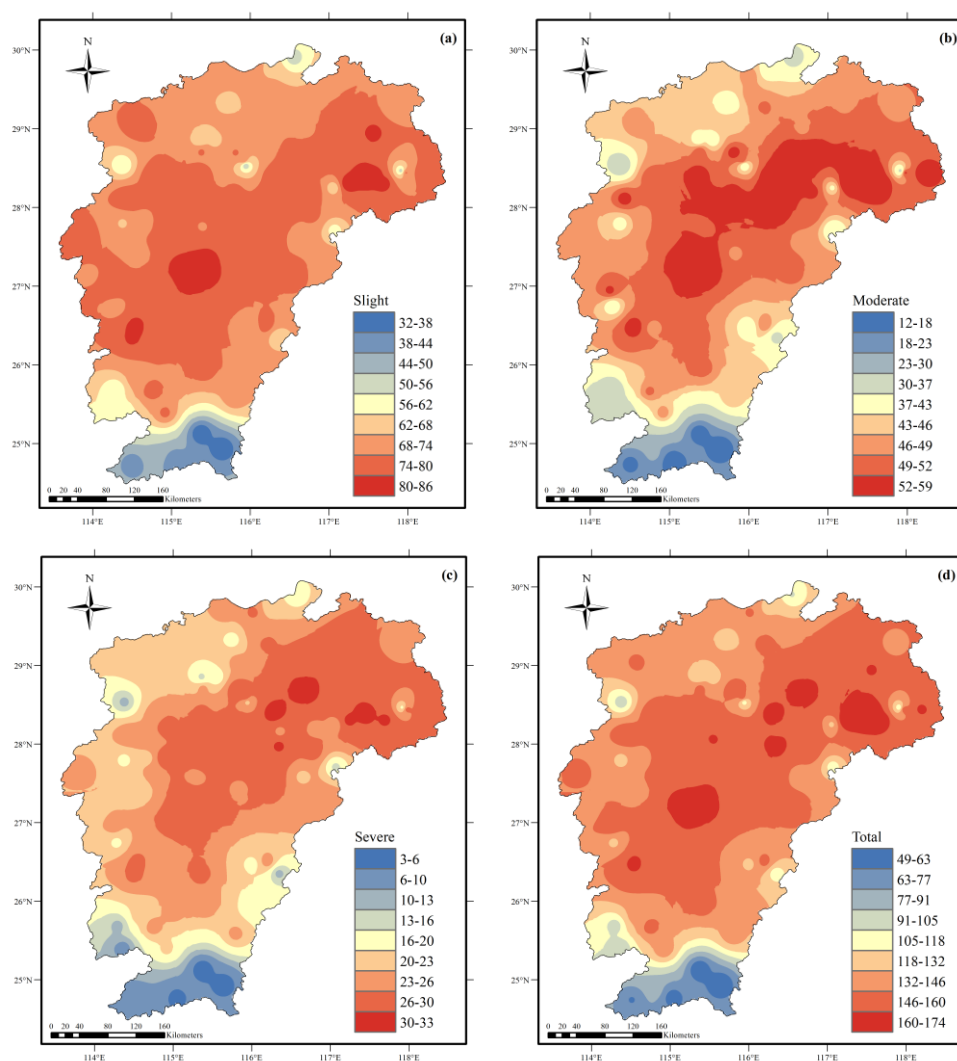 N
(a)
30°N
29°N
28°N
27°N
26°N
25°N
Slight
32-38
38-44
44-50
50-56
56-62
62-68
68-74
74-80
80-86
0 20 40 80 120 160
Kilometers
114°E 115°E 116°E 117°E 118°E
N
(b)
30°N
29°N
28°N
27°N
26°N
25°N
Moderate
12-18
18-23
23-30
30-37
37-43
43-46
46-49
49-52
52-59
0 20 40 80 120 160
Kilometers
114°E 115°E 116°E 117°E 118°E
N
(c)
30°N
29°N
28°N
27°N
26°N
25°N
Severe
3-6
6-10
10-13
13-16
16-20
20-23
23-26
26-30
30-33
0 20 40 80 120 160
Kilometers
114°E 115°E 116°E 117°E 118°E
N
(d)
30°N
29°N
28°N
27°N
26°N
25°N
Total
49-63
63-77
77-91
91-105
105-118
118-132
132-146
146-160
160-174
0 20 40 80 120 160
Kilometers
114°E 115°E 116°E 117°E 118°E